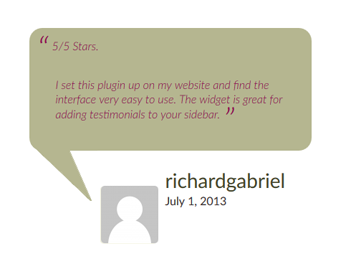 “ 5/5 Stars.
I set this plugin up on my website and find the
interface very easy to use. The widget is great for
adding testimonials to your sidebar. ”
richardgabriel
July 1, 2013